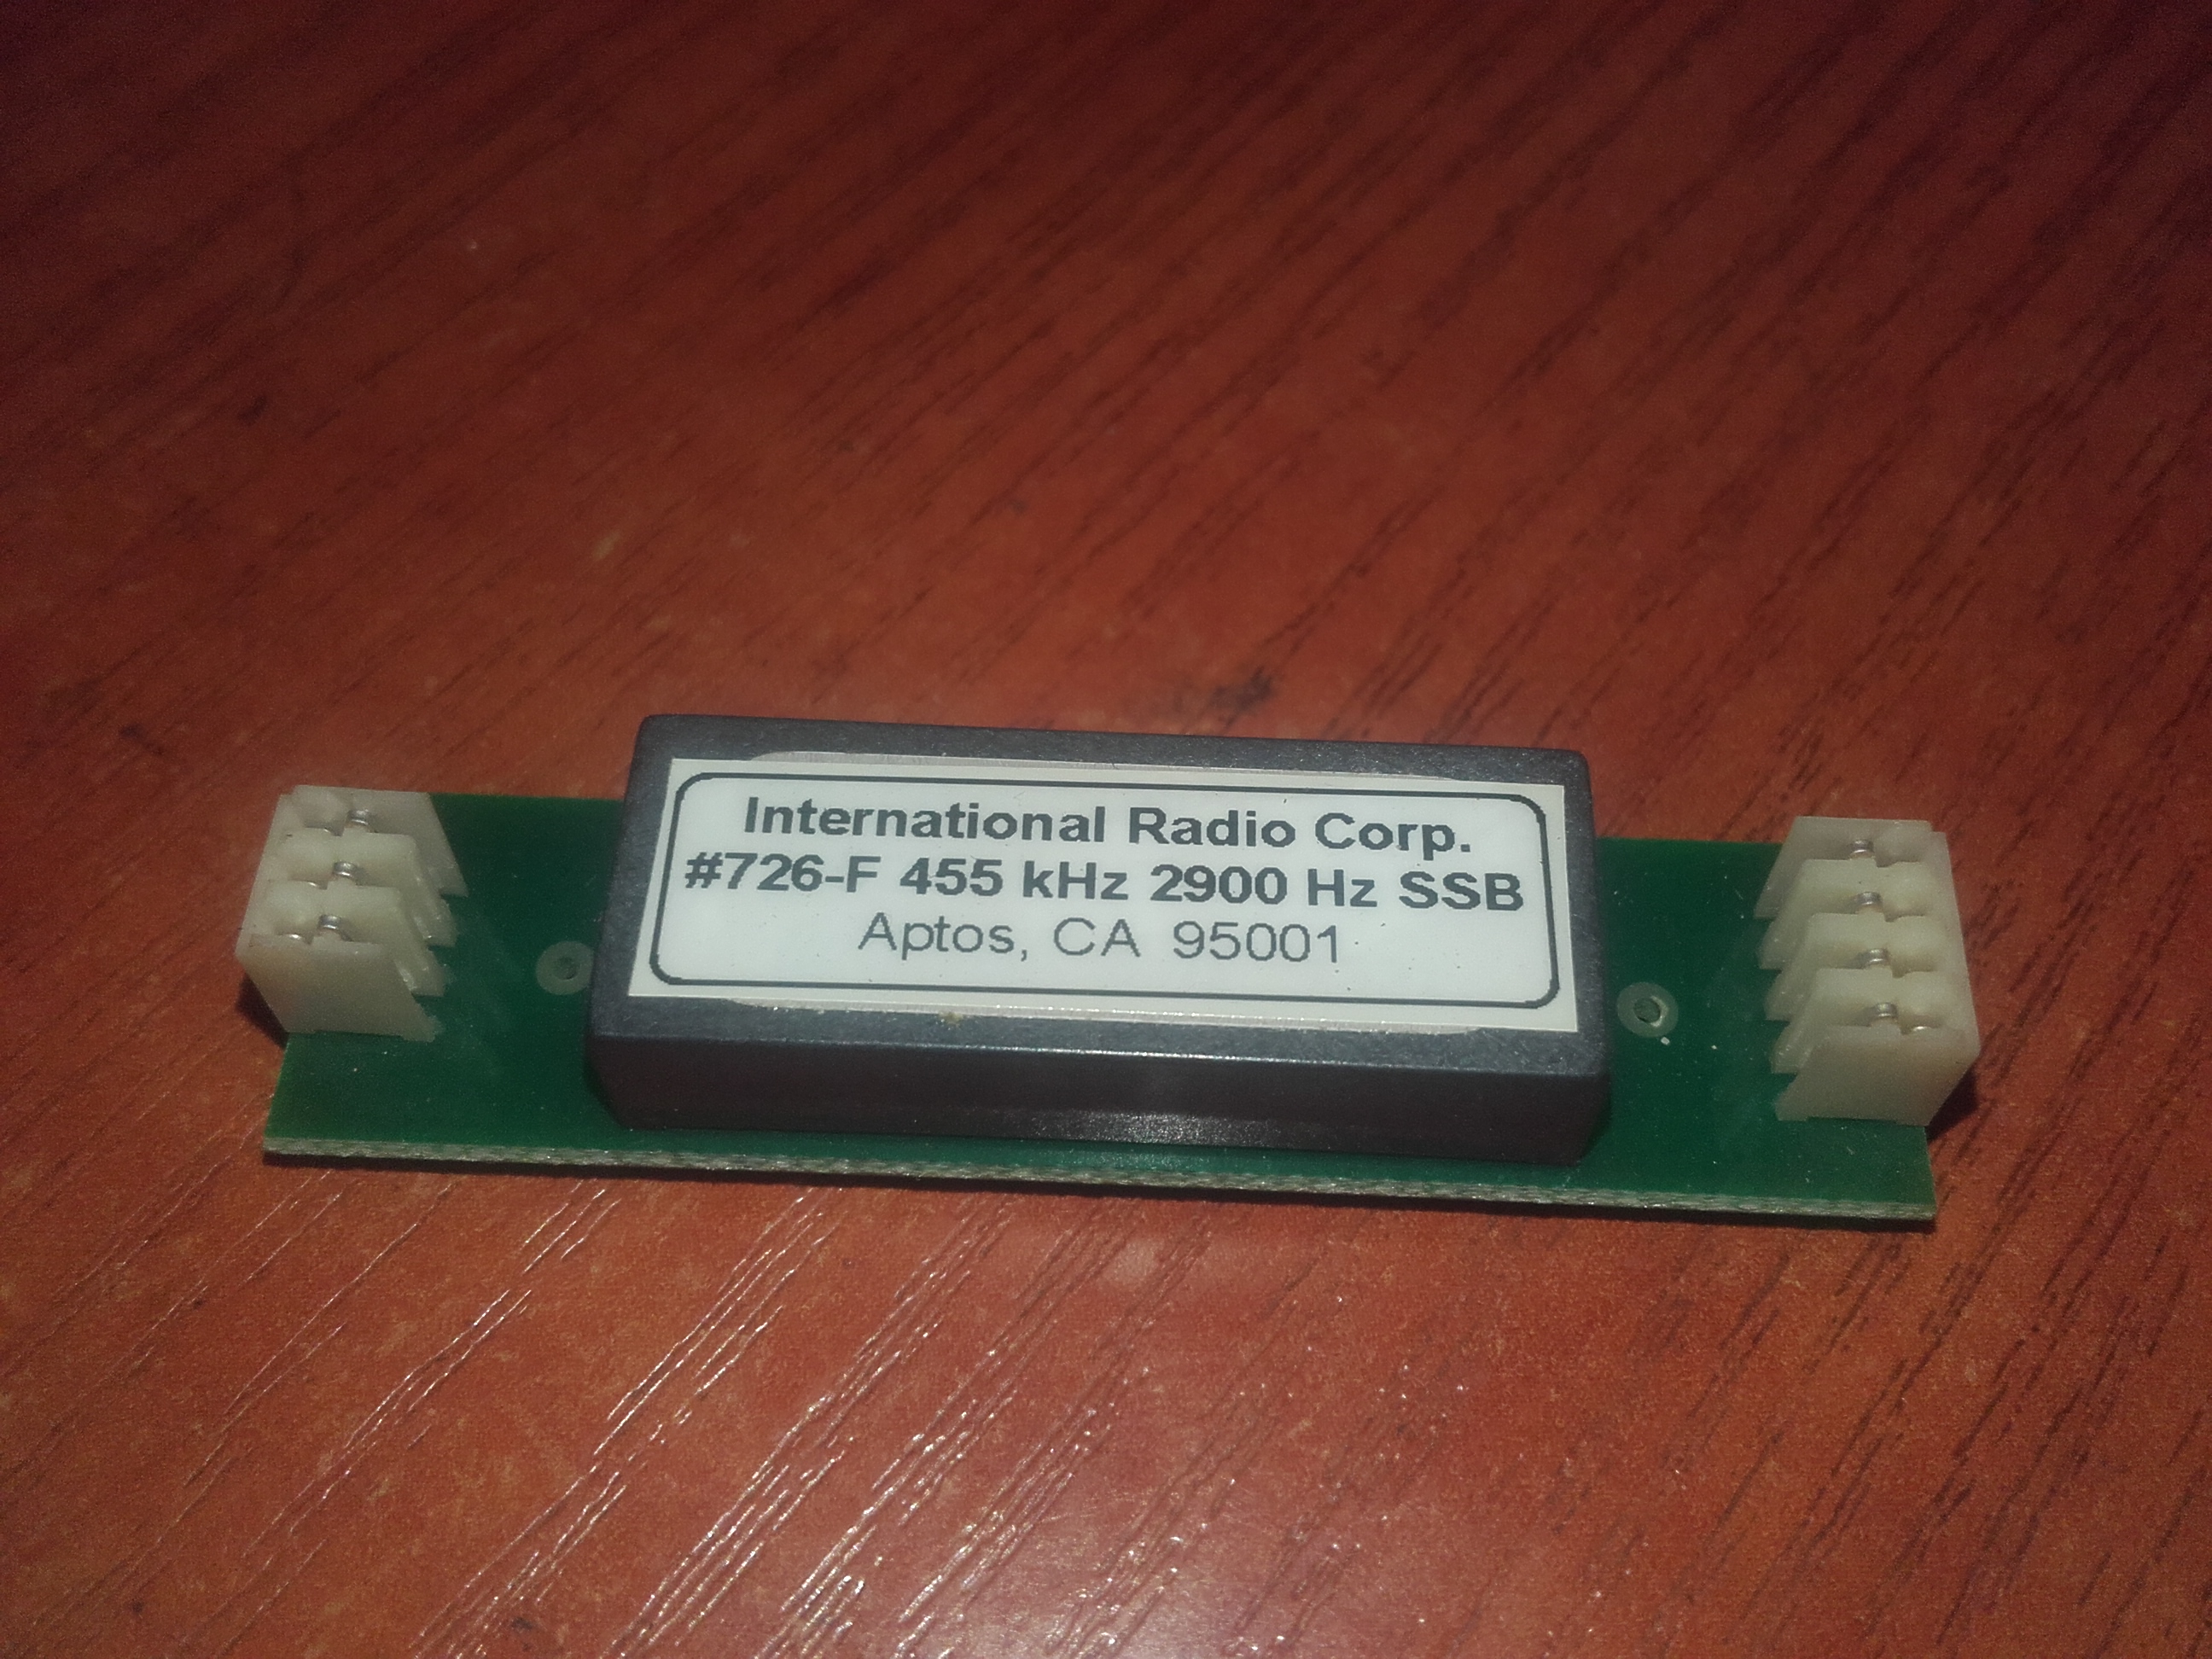 International Radio Corp.
#726-F 455 kHz 2900 Hz SSB
Aptos, CA 95001